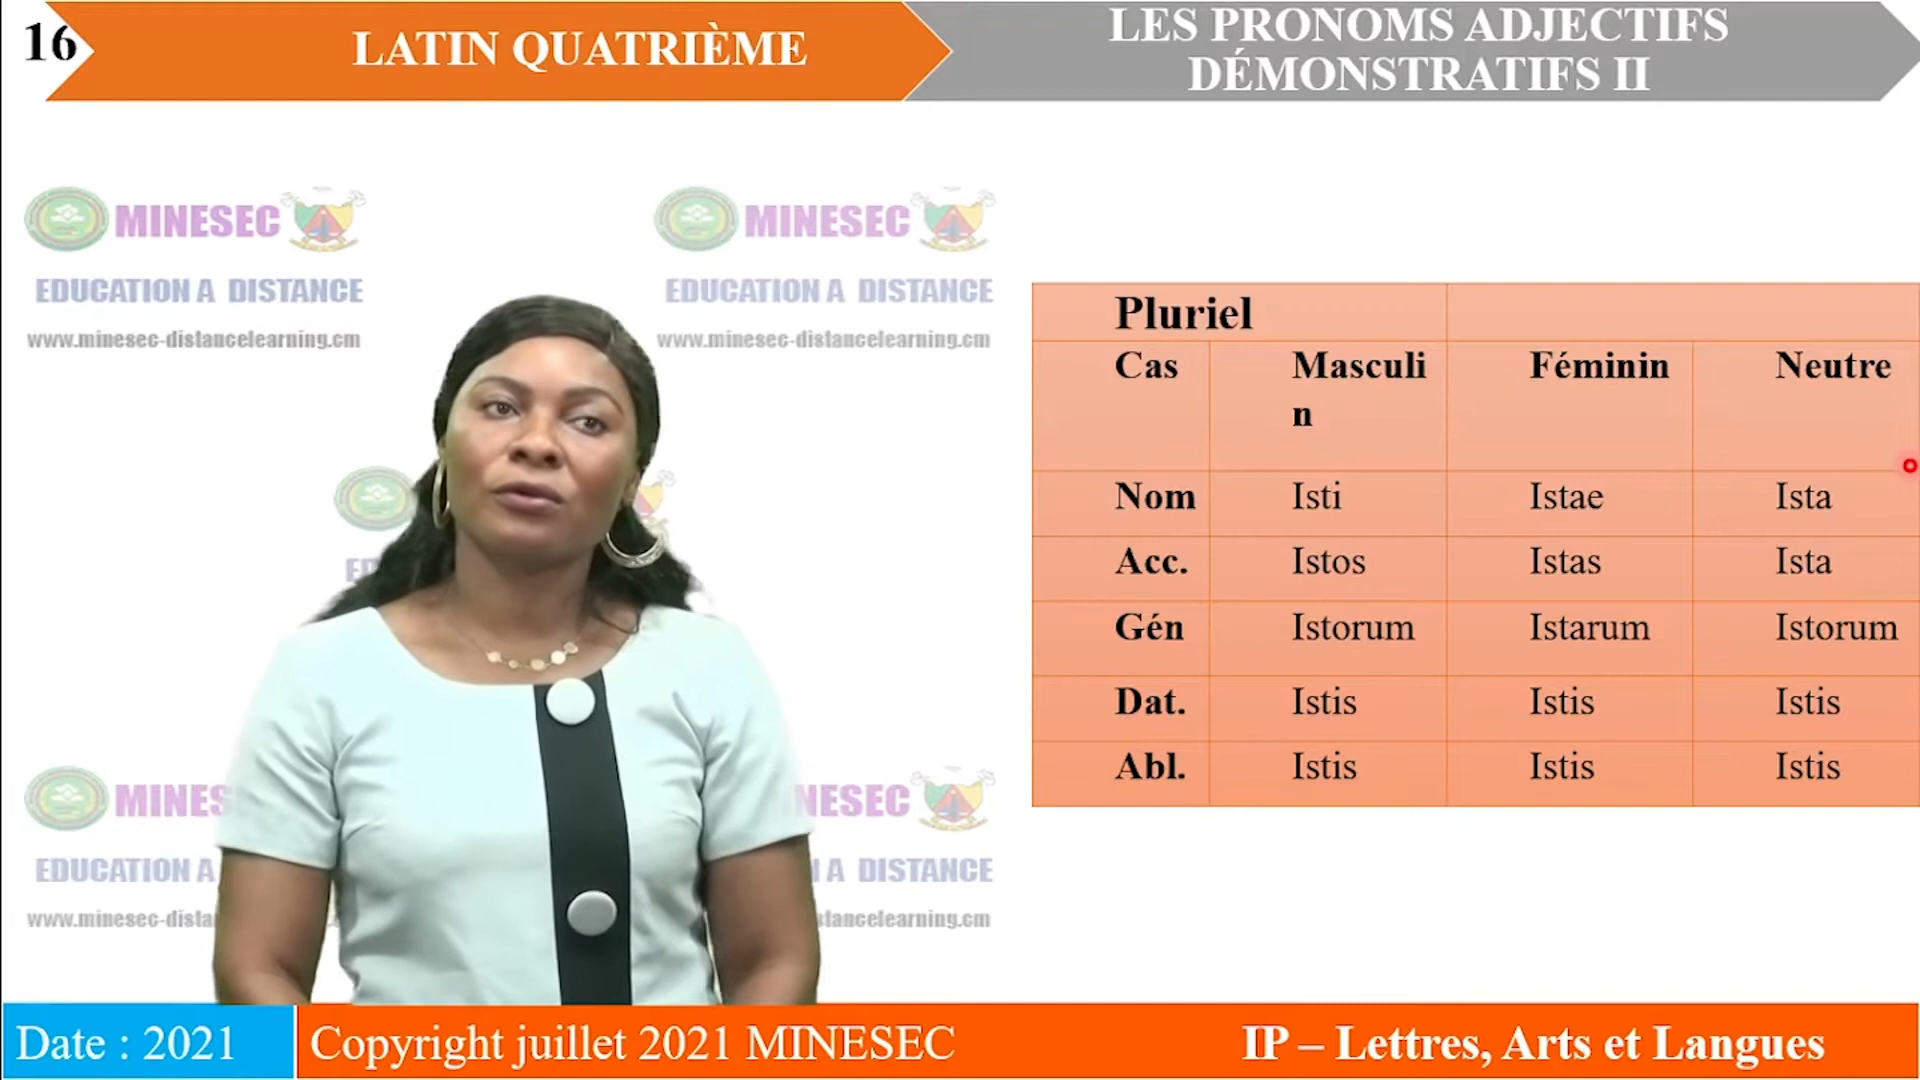 16
LATIN QUATRIÈME
LES PRONOMS ADJECTIFS
DÉMONSTRATIFS II
MINESEC
EDUCATION A DISTANCE
www.minesec-distancelearning.cm
MINESEC
EDUCATION A DISTANCE
www.minesec-distancelearning.cm
Pluriel
Cas Masculi Féminin Neutre
n
Nom Isti Istae Ista
Acc. Istos Istas Ista
Gén Istorum Istarum Istorum
Dat. Istis Istis Istis
Abl. Istis Istis Istis
ED
MINES
EDUCATION A
www.minesec-dista
NESEC
A DISTANCE
stancelearning.cm
Date : 2021
Copyright juillet 2021 MINESEC
IP – Lettres, Arts et Langues